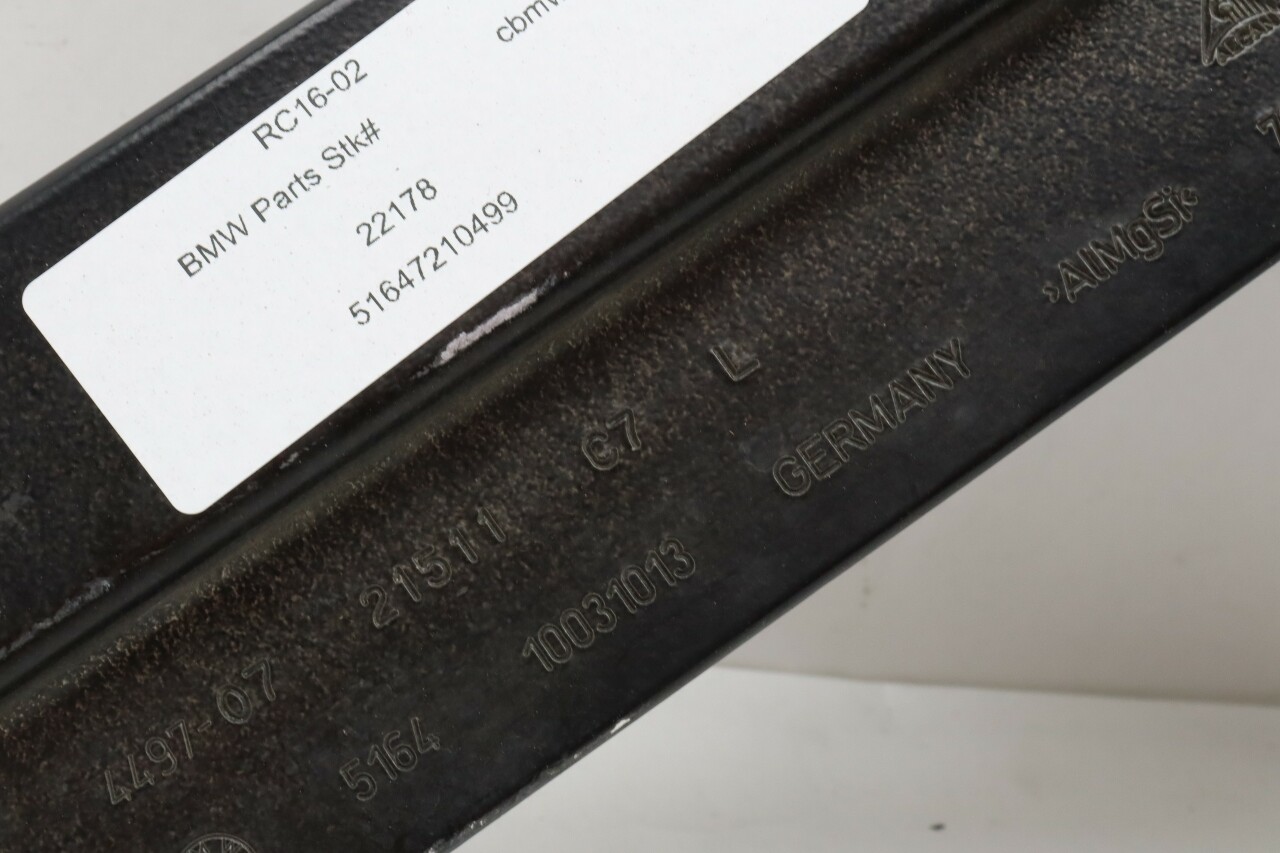 RC16-02
BMW Parts Stk#
22178
51647210499
4497-07 21511 C7 L
5164 10031013 GERMANY >AlMgSi<